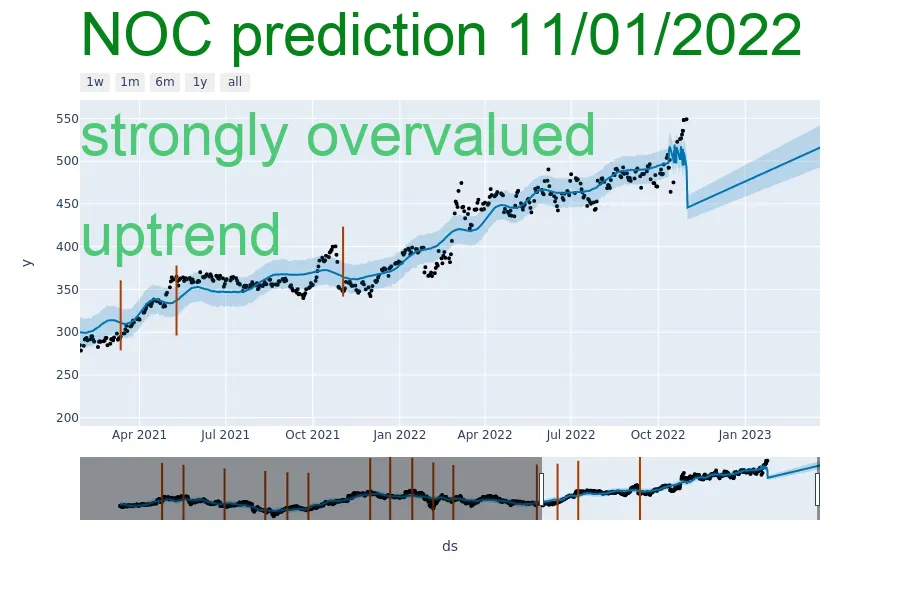 NOC prediction 11/01/2022
1w 1m 6m 1y all
strongly overvalued
uptrend
y
550
500
450
400
350
300
250
200
Apr 2021 Jul 2021 Oct 2021 Jan 2022 Apr 2022 Jul 2022 Oct 2022 Jan 2023
ds